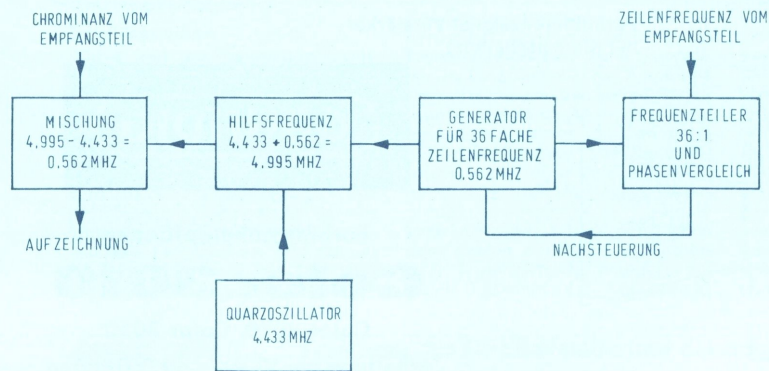 CHROMINANZ VOM
EMPFANGSTEIL
ZEILENFREQUENZ VOM
EMPFANGSTEIL
MISCHUNG
4,995 – 4,433 =
0,562 MHZ
HILFSFREQUENZ
4,433 + 0,562 =
4,995 MHZ
GENERATOR
FÜR 36 FACHE
ZEILENFREQUENZ
0,562 MHZ
FREQUENZTEILER
36:1
UND
PHASENVERGLEICH
AUFZEICHNUNG
NACHSTEUERUNG
QUARZOSZILLATOR
4,433 MHZ